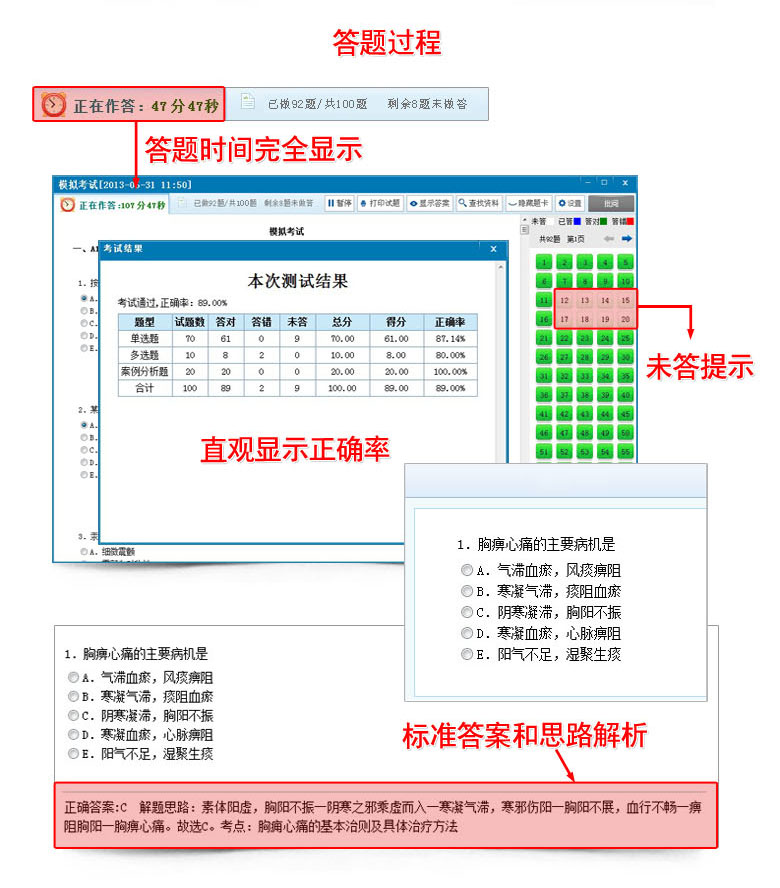 答题过程
正在作答：47分47秒 已做92题/共100题 剩余8题未做答
答题时间完全显示
模拟考试[2013-03-31 11:50]
正在作答:107分47秒 已做92题/共100题 剩余8题未做答 暂停 打印试题 显示答案 查找资料 隐藏题卡 设置
未答 已答 答对 答错
共92题 第1页
模拟考试
一、A1
考试结果
本次测试结果
考试通过,正确率：89.00%
题型 试题数 答对 答错 未答 总分 得分 正确率
单选题 70 61 0 9 70.00 61.00 87.14%
多选题 10 8 2 0 10.00 8.00 80.00%
案例分析题 20 20 0 0 20.00 20.00 100.00%
合计 100 89 2 9 100.00 89.00 89.00%
1. 按
A.
B.
C.
D.
E.
2. 某
A.
B.
C.
D.
E.
3. 汞
A. 细微震颤
1 2 3 4 5
6 7 8 9 10
11 12 13 14 15
16 17 18 19 20
21 22 23 24 25
26 27 28 29 30
31 32 33 34 35
36 37 38 39 40
41 42 43 44 45
46 47 48 49 50
51 52 53 54 55
未答提示
直观显示正确率
1. 胸痹心痛的主要病机是
A. 气滞血瘀，风痰痹阻
B. 寒凝气滞，痰阻血瘀
C. 阴寒凝滞，胸阳不振
D. 寒凝血瘀，心脉痹阻
E. 阳气不足，湿聚生痰
1. 胸痹心痛的主要病机是
A. 气滞血瘀，风痰痹阻
B. 寒凝气滞，痰阻血瘀
C. 阴寒凝滞，胸阳不振
D. 寒凝血瘀，心脉痹阻
E. 阳气不足，湿聚生痰
标准答案和思路解析
正确答案:C 解题思路：素体阳虚，胸阳不振一阴寒之邪乘虚而入一寒凝气滞，寒邪伤阳一胸阳不展，血行不畅一痹
阻胸阳一胸痹心痛。故选C。考点：胸痹心痛的基本治则及具体治疗方法